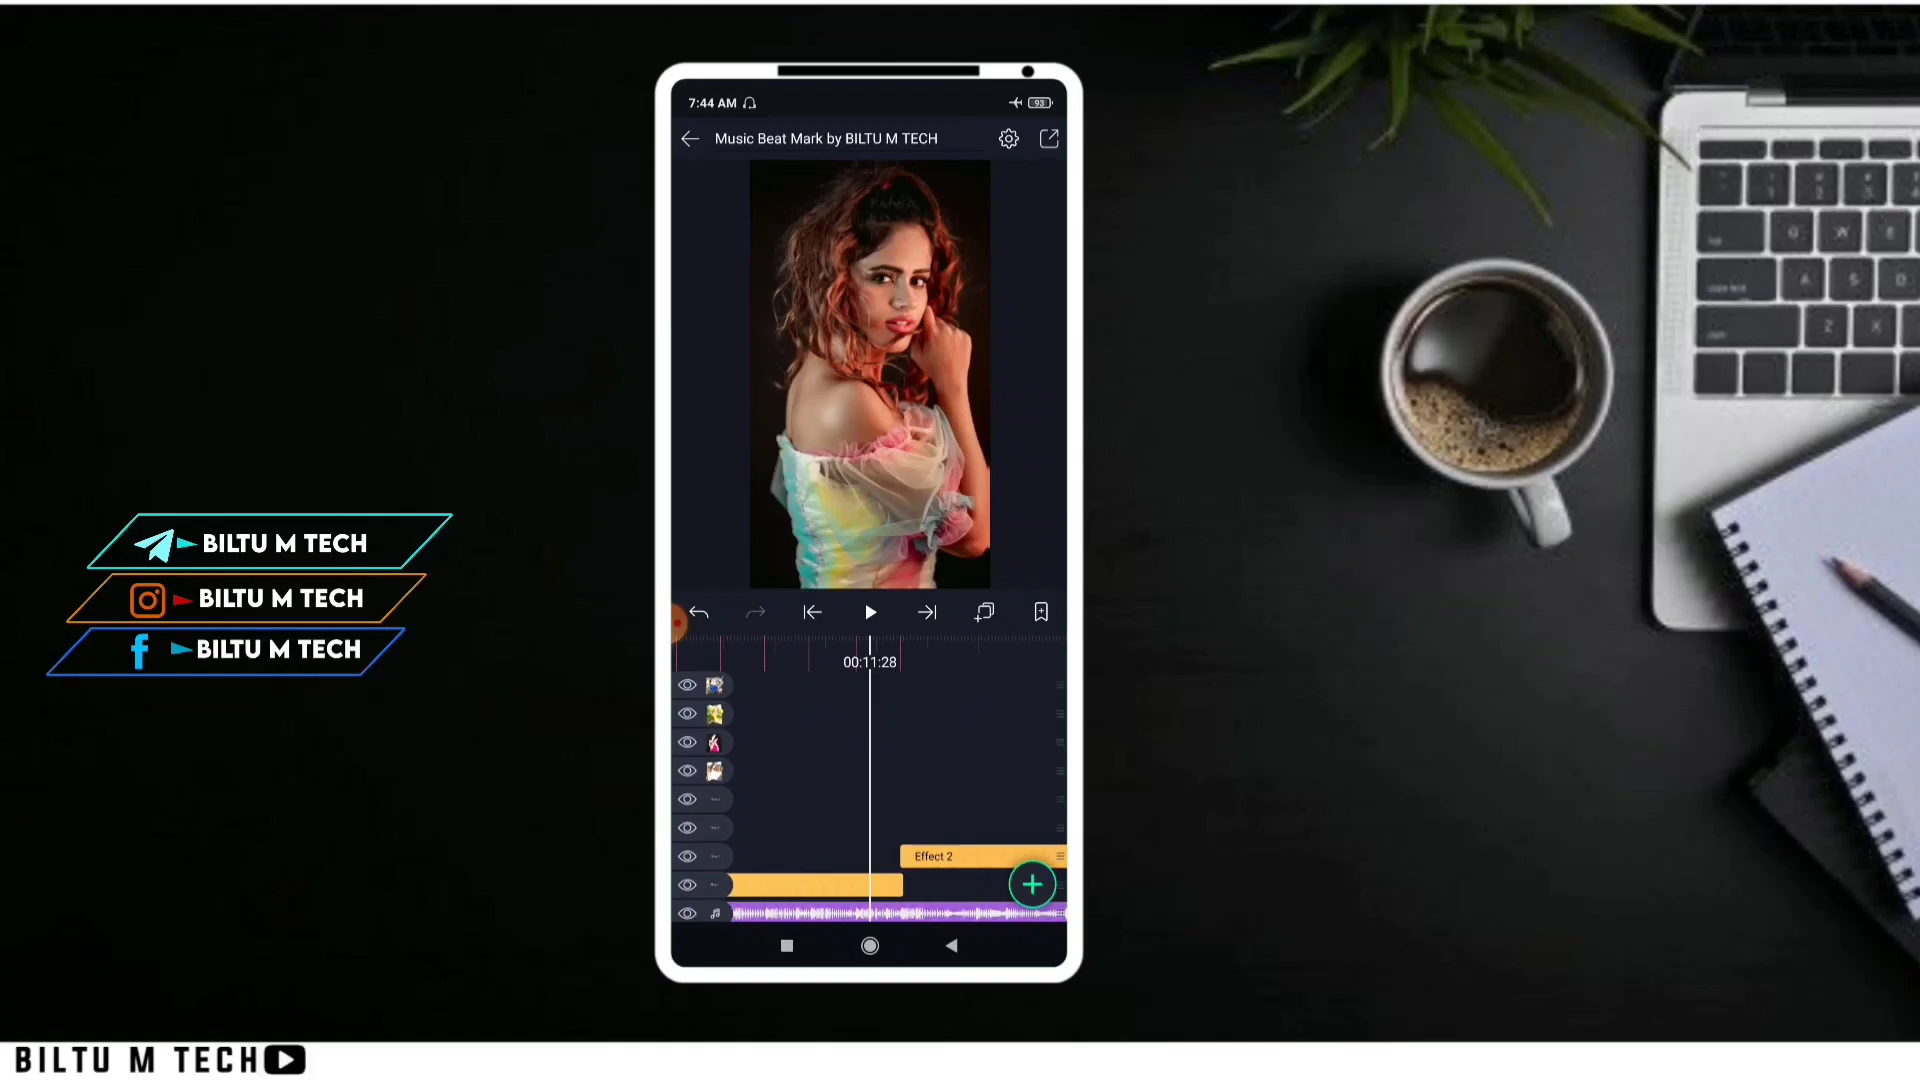 7:44 AM
93
Music Beat Mark by BILTU M TECH
BILTU M TECH
BILTU M TECH
BILTU M TECH
00:11:28
Effect 2
BILTU M TECH